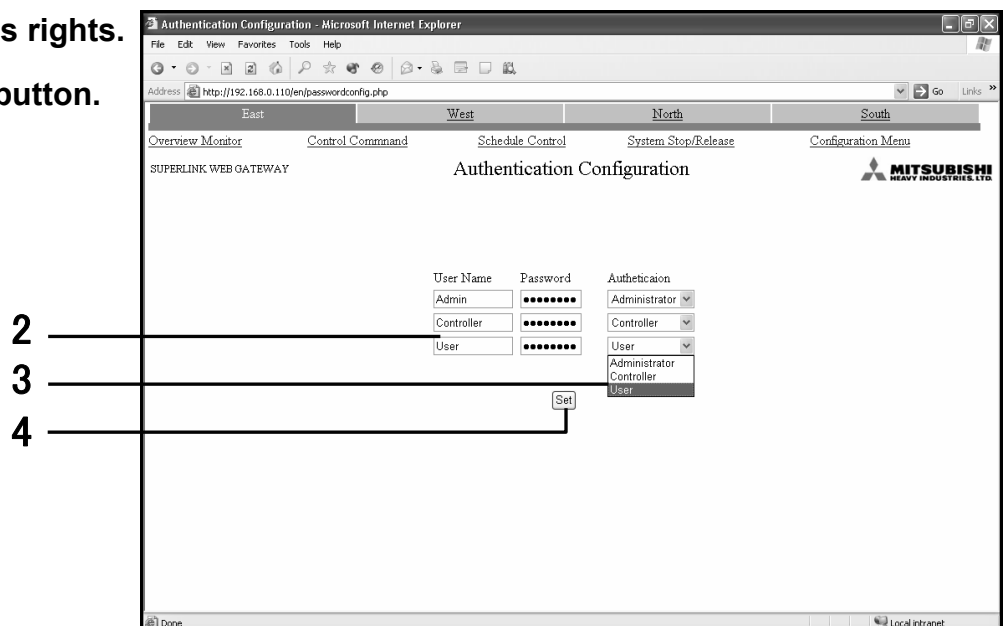 s rights.
button.
Authentication Configuration - Microsoft Internet Explorer
File Edit View Favorites Tools Help
Address http://192.168.0.110/en/passwordconfig.php Go Links »
East West North South
Overview Monitor Control Commnand Schedule Control System Stop/Release Configuration Menu
SUPERLINK WEB GATEWAY Authentication Configuration MITSUBISHI
HEAVY INDUSTRIES, LTD.
User Name Password Autheticaion
Admin •••••••• Administrator
Controller •••••••• Controller
User •••••••• User
Administrator
Controller
User
Set
2
3
4
Done Local intranet